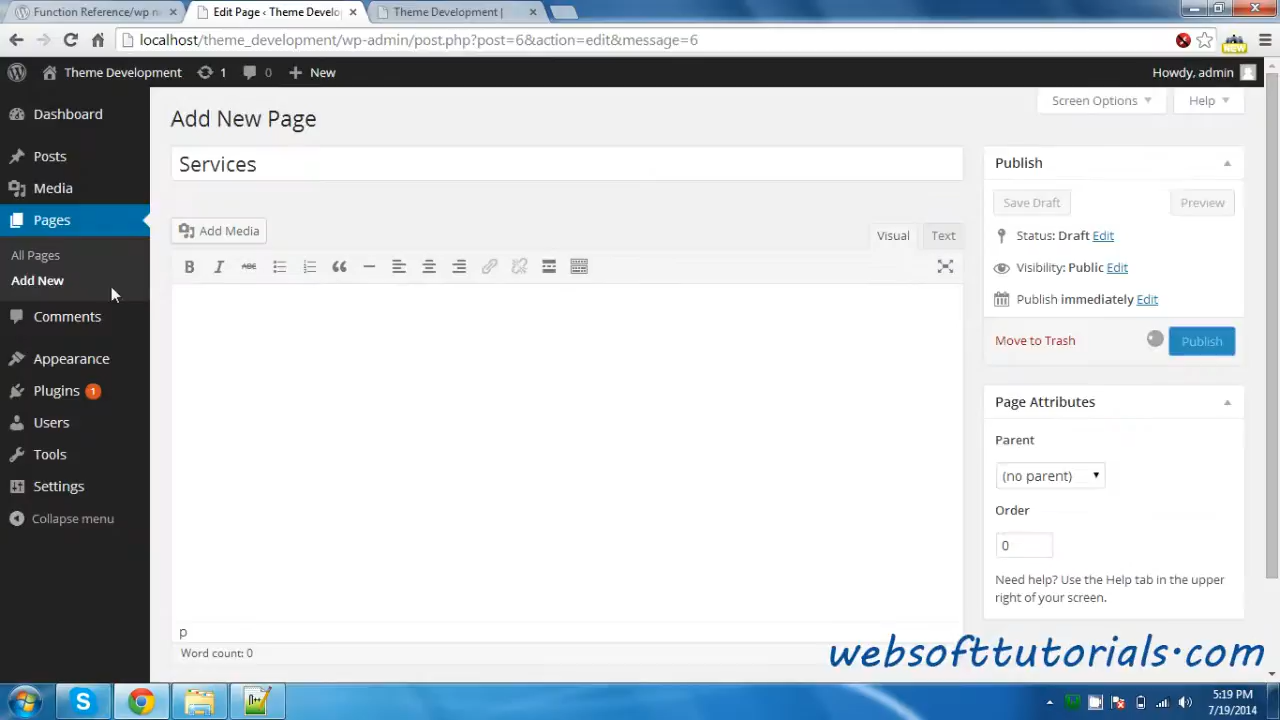 Function Reference/wp n
Edit Page ‹ Theme Develo
Theme Development |
localhost/theme_development/wp-admin/post.php?post=6&action=edit&message=6
NEW
Theme Development
1
0
New
Howdy, admin
Dashboard
Posts
Media
Pages
All Pages
Add New
Comments
Appearance
Plugins 1
Users
Tools
Settings
Collapse menu
Screen Options
Help
Add New Page
Services
Add Media
Visual
Text
B I ABC
p
Word count: 0
Publish
Save Draft
Preview
Status: Draft Edit
Visibility: Public Edit
Publish immediately Edit
Move to Trash
Publish
Page Attributes
Parent
(no parent)
Order
0
Need help? Use the Help tab in the upper
right of your screen.
websofttutorials.com
5:19 PM
7/19/2014